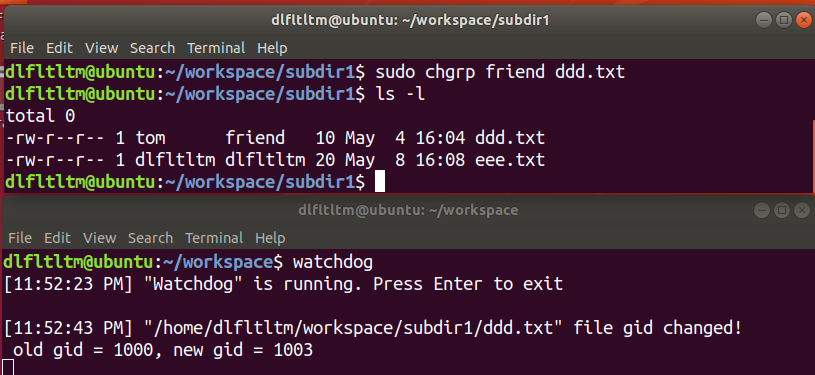 dlfltltm@ubuntu: ~/workspace/subdir1
File Edit View Search Terminal Help
dlfltltm@ubuntu:~/workspace/subdir1$ sudo chgrp friend ddd.txt
dlfltltm@ubuntu:~/workspace/subdir1$ ls -l
total 0
-rw-r--r-- 1 tom      friend   10 May  4 16:04 ddd.txt
-rw-r--r-- 1 dlfltltm dlfltltm 20 May  8 16:08 eee.txt
dlfltltm@ubuntu:~/workspace/subdir1$
dlfltltm@ubuntu: ~/workspace
File Edit View Search Terminal Help
dlfltltm@ubuntu:~/workspace$ watchdog
[11:52:23 PM] "Watchdog" is running. Press Enter to exit
[11:52:43 PM] "/home/dlfltltm/workspace/subdir1/ddd.txt" file gid changed!
 old gid = 1000, new gid = 1003